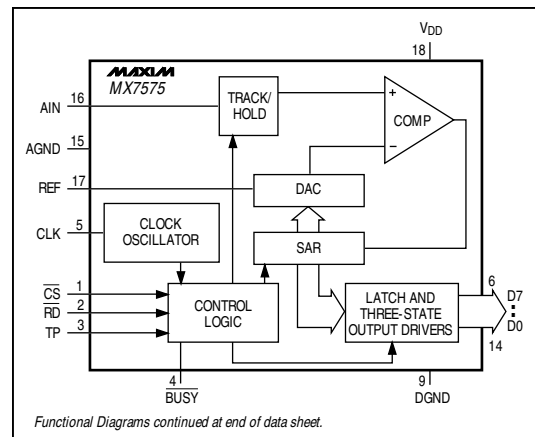 VDD
18
MAXIM
MX7575
AIN 16
TRACK/
HOLD
+
COMP
−
AGND 15
REF 17
DAC
CLK 5
CLOCK
OSCILLATOR
SAR
CS 1
RD 2
TP 3
CONTROL
LOGIC
LATCH AND
THREE-STATE
OUTPUT DRIVERS
6
D7
D0
14
4
BUSY
9
DGND
Functional Diagrams continued at end of data sheet.